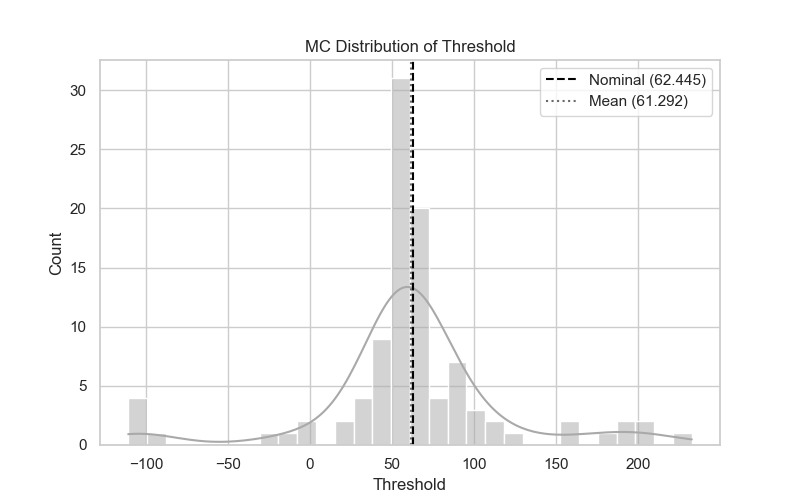 MC Distribution of Threshold
Nominal (62.445)
Mean (61.292)
30
25
20
15
10
5
0
Count
−100
−50
0
50
100
150
200
Threshold